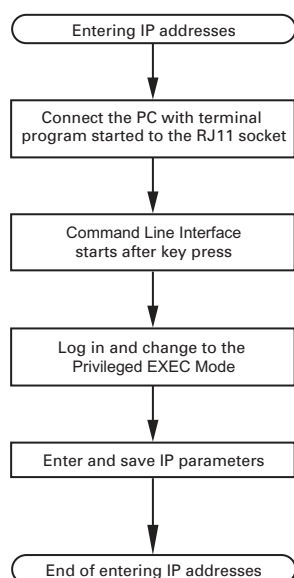 Entering IP addresses
Connect the PC with terminal
program started to the RJ11 socket
Command Line Interface
starts after key press
Log in and change to the
Privileged EXEC Mode
Enter and save IP parameters
End of entering IP addresses